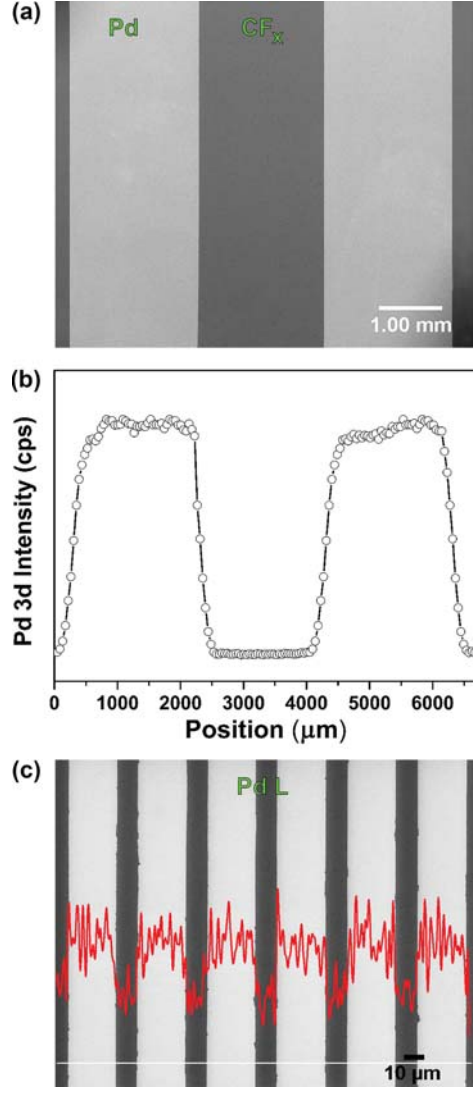 (a)
Pd CFx
1.00 mm
(b)
Pd 3d Intensity (cps)
0 1000 2000 3000 4000 5000 6000
Position (μm)
(c)
Pd L
10 μm